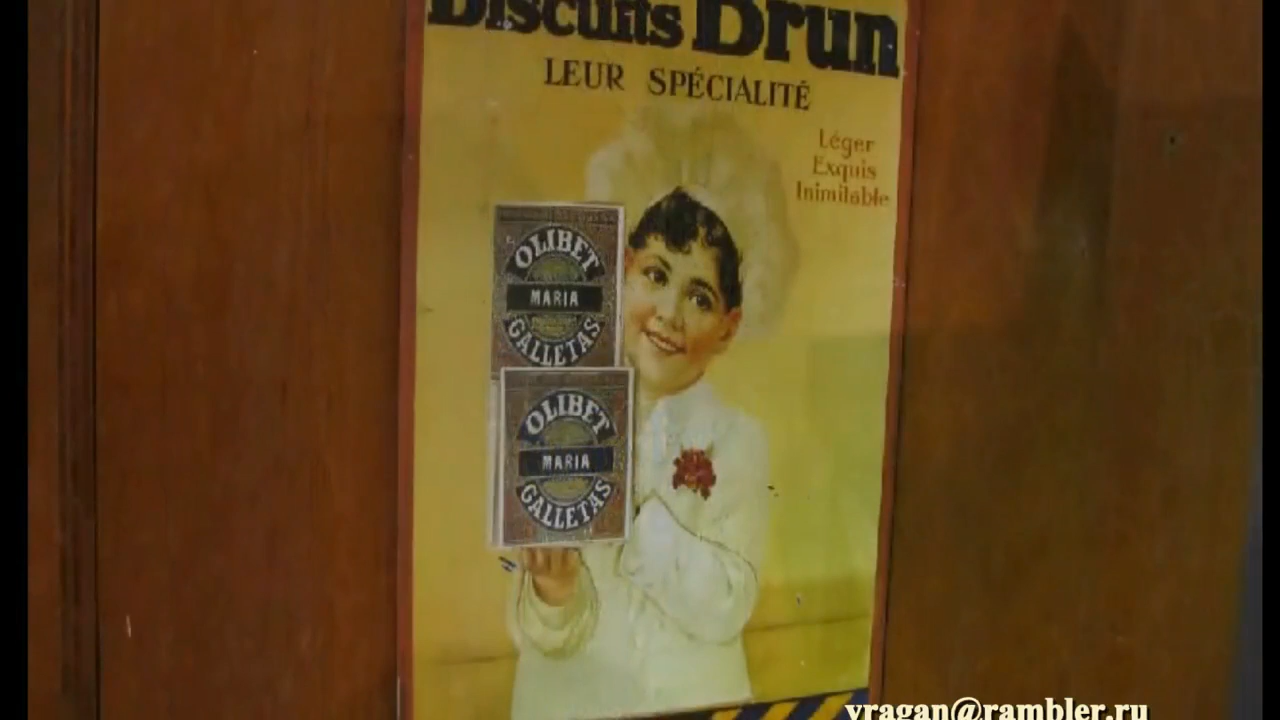 Biscuits Brun
LEUR SPÉCIALITÉ
Léger
Exquis
Inimitable
OLIBET
MARIA
GALLETAS
OLIBET
MARIA
GALLETAS
vragan@rambler.ru